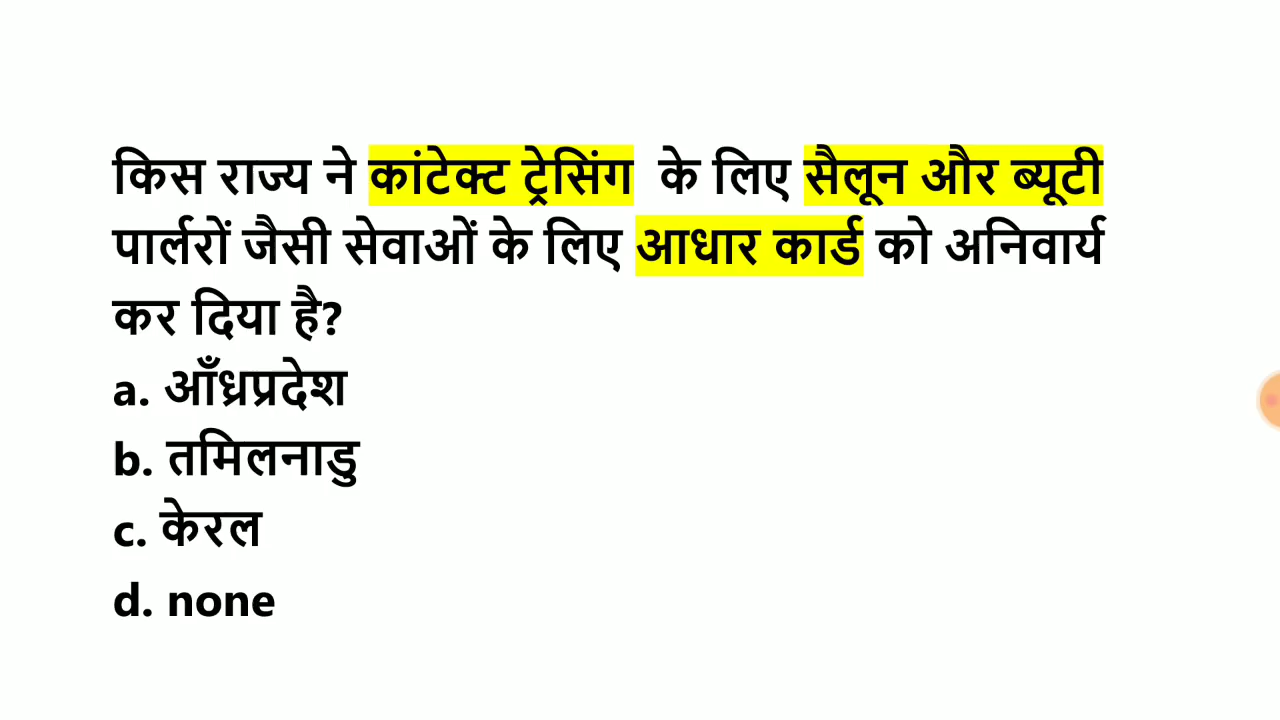 किस राज्य ने कांटेक्ट ट्रेसिंग के लिए सैलून और ब्यूटी
पार्लरों जैसी सेवाओं के लिए आधार कार्ड को अनिवार्य
कर दिया है?
a. आँध्रप्रदेश
b. तमिलनाडु
c. केरल
d. none